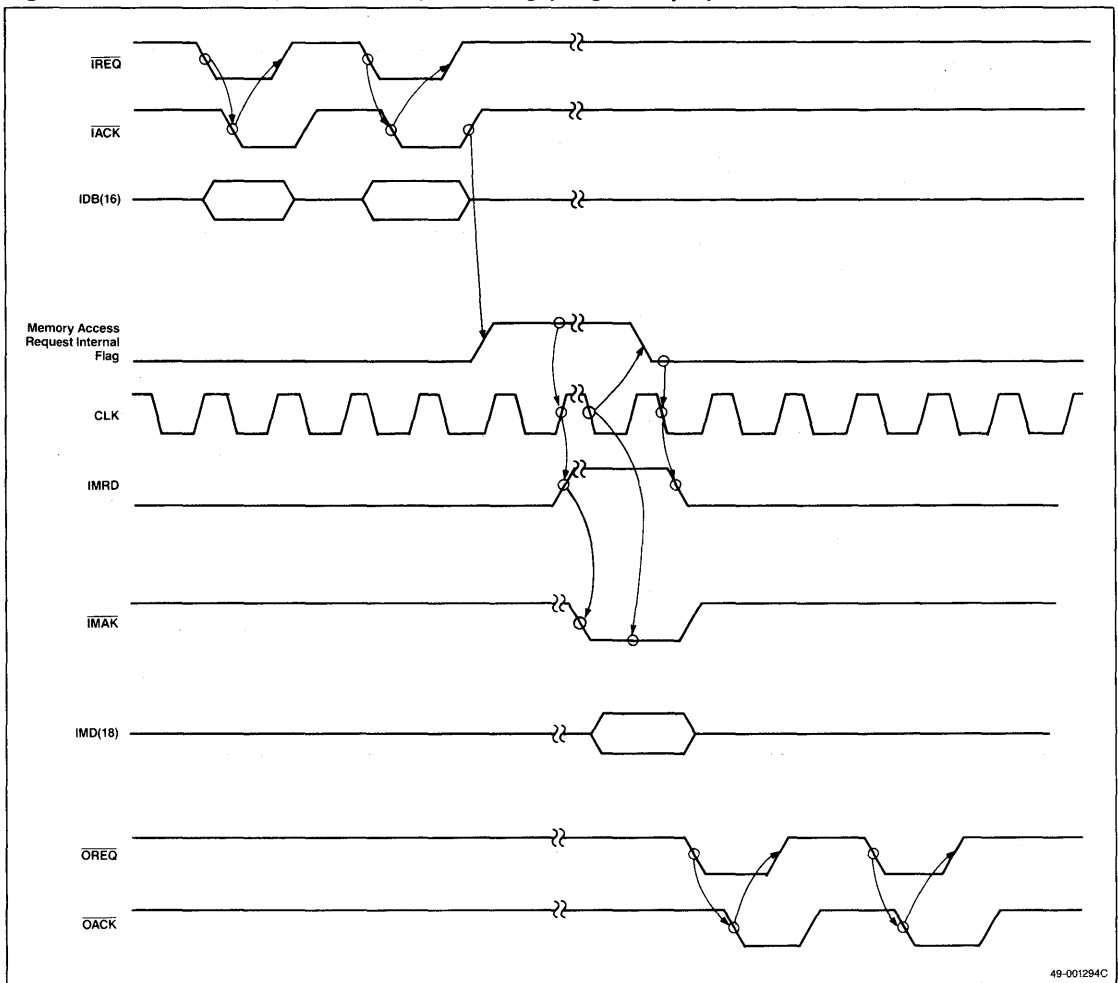 IREQ
IACK
IDB(16)
Memory Access
Request Internal
Flag
CLK
IMRD
IMAK
IMD(18)
OREQ
OACK
49-001294C